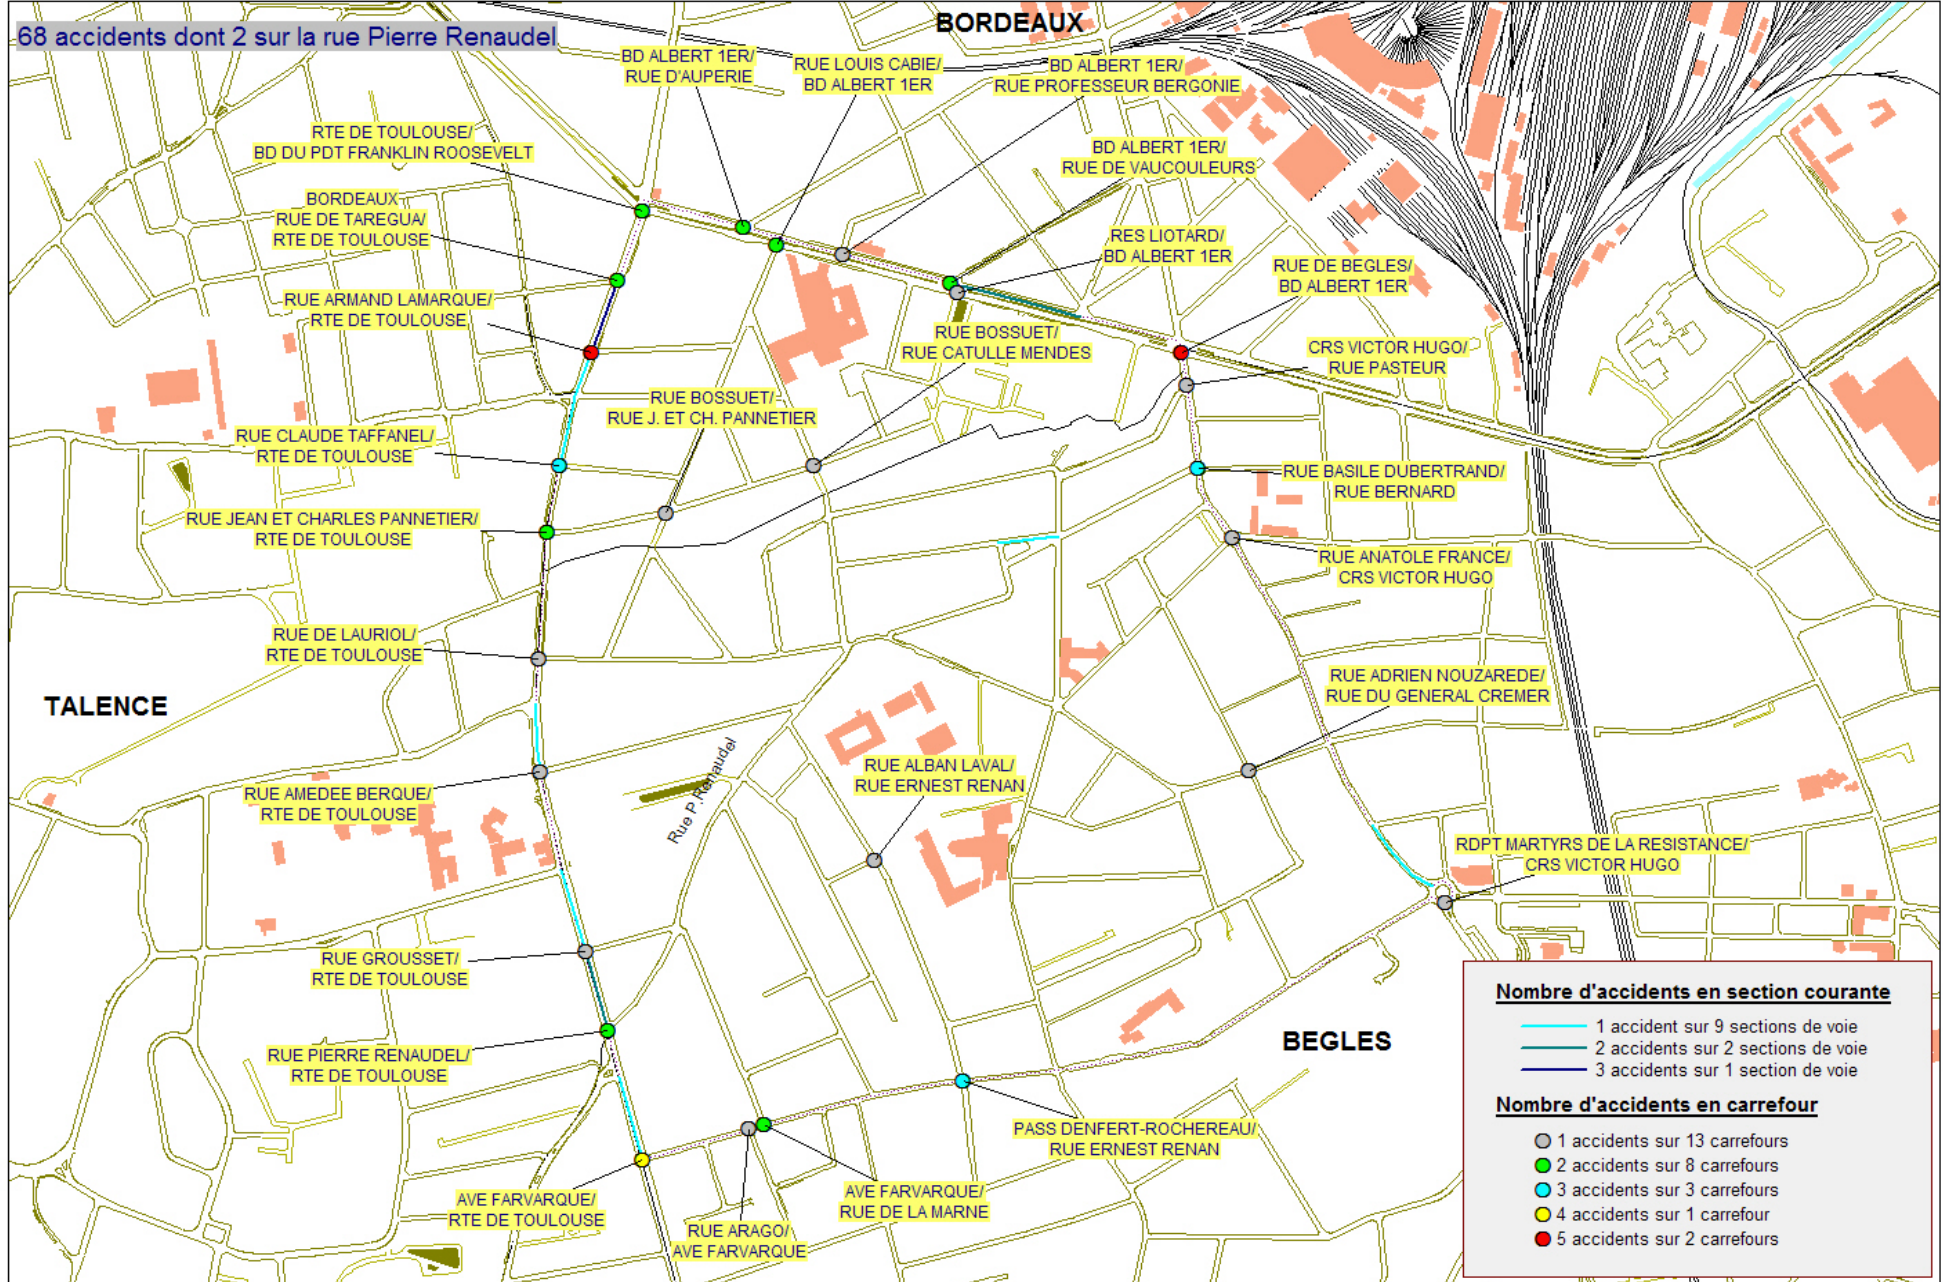 68 accidents dont 2 sur la rue Pierre Renaudel
BORDEAUX
BD ALBERT 1ER/
RUE D'AUPERIE
RUE LOUIS CABIE/
BD ALBERT 1ER
BD ALBERT 1ER/
RUE PROFESSEUR BERGONIE
RTE DE TOULOUSE/
BD DU PDT FRANKLIN ROOSEVELT
BD ALBERT 1ER/
RUE DE VAUCOULEURS
BORDEAUX
RUE DE TAREGUA/
RTE DE TOULOUSE
RES LIOTARD/
BD ALBERT 1ER
RUE DE BEGLES/
BD ALBERT 1ER
RUE ARMAND LAMARQUE/
RTE DE TOULOUSE
RUE BOSSUET/
RUE CATULLE MENDES
CRS VICTOR HUGO/
RUE PASTEUR
RUE BOSSUET/
RUE J. ET CH. PANNETIER
RUE CLAUDE TAFFANEL/
RTE DE TOULOUSE
RUE BASILE DUBERTRAND/
RUE BERNARD
RUE JEAN ET CHARLES PANNETIER/
RTE DE TOULOUSE
RUE ANATOLE FRANCE/
CRS VICTOR HUGO
RUE DE LAURIOL/
RTE DE TOULOUSE
TALENCE
RUE ADRIEN NOUZAREDE/
RUE DU GENERAL CREMER
Rue P.Renaudel
RUE ALBAN LAVAL/
RUE ERNEST RENAN
RUE AMEDEE BERQUE/
RTE DE TOULOUSE
RDPT MARTYRS DE LA RESISTANCE/
CRS VICTOR HUGO
RUE GROUSSET/
RTE DE TOULOUSE
BEGLES
RUE PIERRE RENAUDEL/
RTE DE TOULOUSE
PASS DENFERT-ROCHEREAU/
RUE ERNEST RENAN
AVE FARVARQUE/
RTE DE TOULOUSE
AVE FARVARQUE/
RUE DE LA MARNE
RUE ARAGO/
AVE FARVARQUE
Nombre d'accidents en section courante
1 accident sur 9 sections de voie
2 accidents sur 2 sections de voie
3 accidents sur 1 section de voie
Nombre d'accidents en carrefour
1 accidents sur 13 carrefours
2 accidents sur 8 carrefours
3 accidents sur 3 carrefours
4 accidents sur 1 carrefour
5 accidents sur 2 carrefours